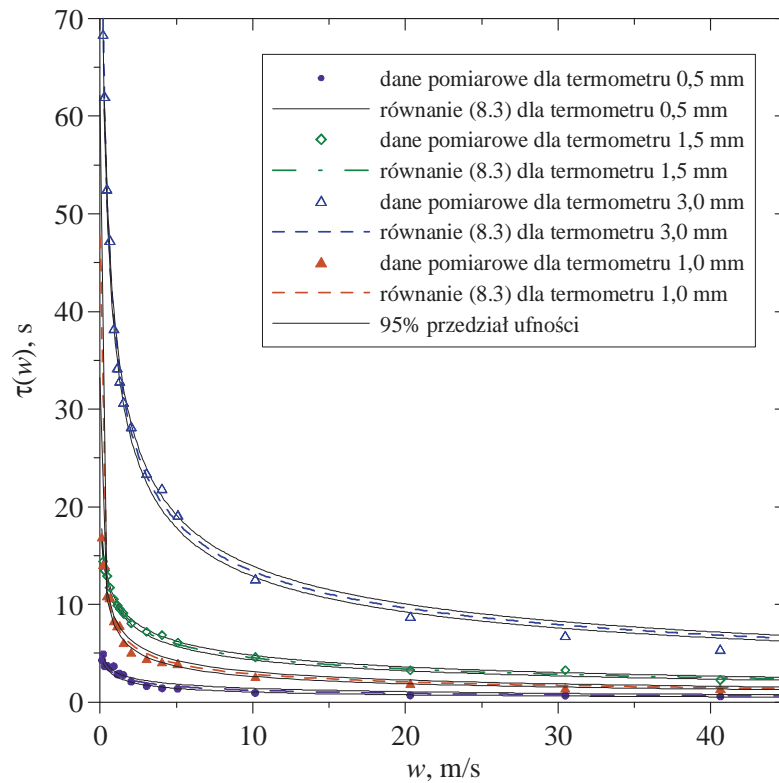 70
60
50
40
30
20
10
0
τ(w), s
dane pomiarowe dla termometru 0,5 mm
równanie (8.3) dla termometru 0,5 mm
dane pomiarowe dla termometru 1,5 mm
równanie (8.3) dla termometru 1,5 mm
dane pomiarowe dla termometru 3,0 mm
równanie (8.3) dla termometru 3,0 mm
dane pomiarowe dla termometru 1,0 mm
równanie (8.3) dla termometru 1,0 mm
95% przedział ufności
0 10 20 30 40
w, m/s